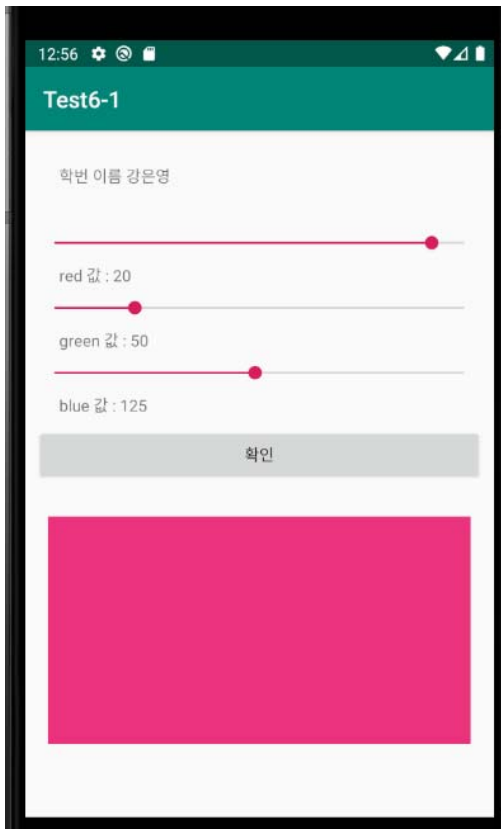 12:56
Test6-1
학번 이름 강은영
red 값 : 20
green 값 : 50
blue 값 : 125
확인